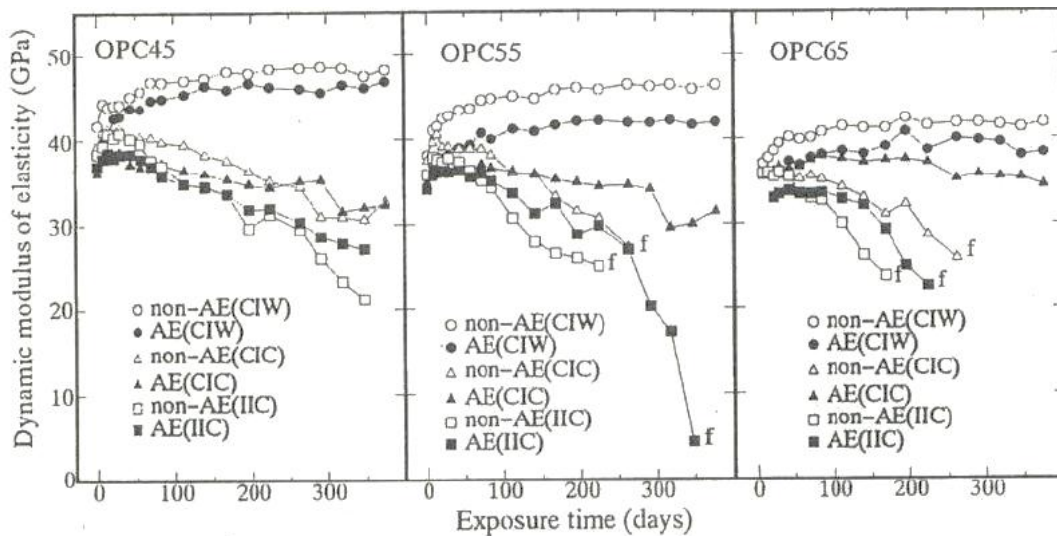 Dynamic modulus of elasticity (GPa)
50
40
30
20
10
0
OPC45
non-AE(CIW)
AE(CIW)
non-AE(CIC)
AE(CIC)
non-AE(IIC)
AE(IIC)
0 100 200 300
OPC55
f
f
f
non-AE(CIW)
AE(CIW)
non-AE(CIC)
AE(CIC)
non-AE(IIC)
AE(IIC)
0 100 200 300
OPC65
f
f
f
non-AE(CIW)
AE(CIW)
non-AE(CIC)
AE(CIC)
non-AE(IIC)
AE(IIC)
0 100 200 300
Exposure time (days)